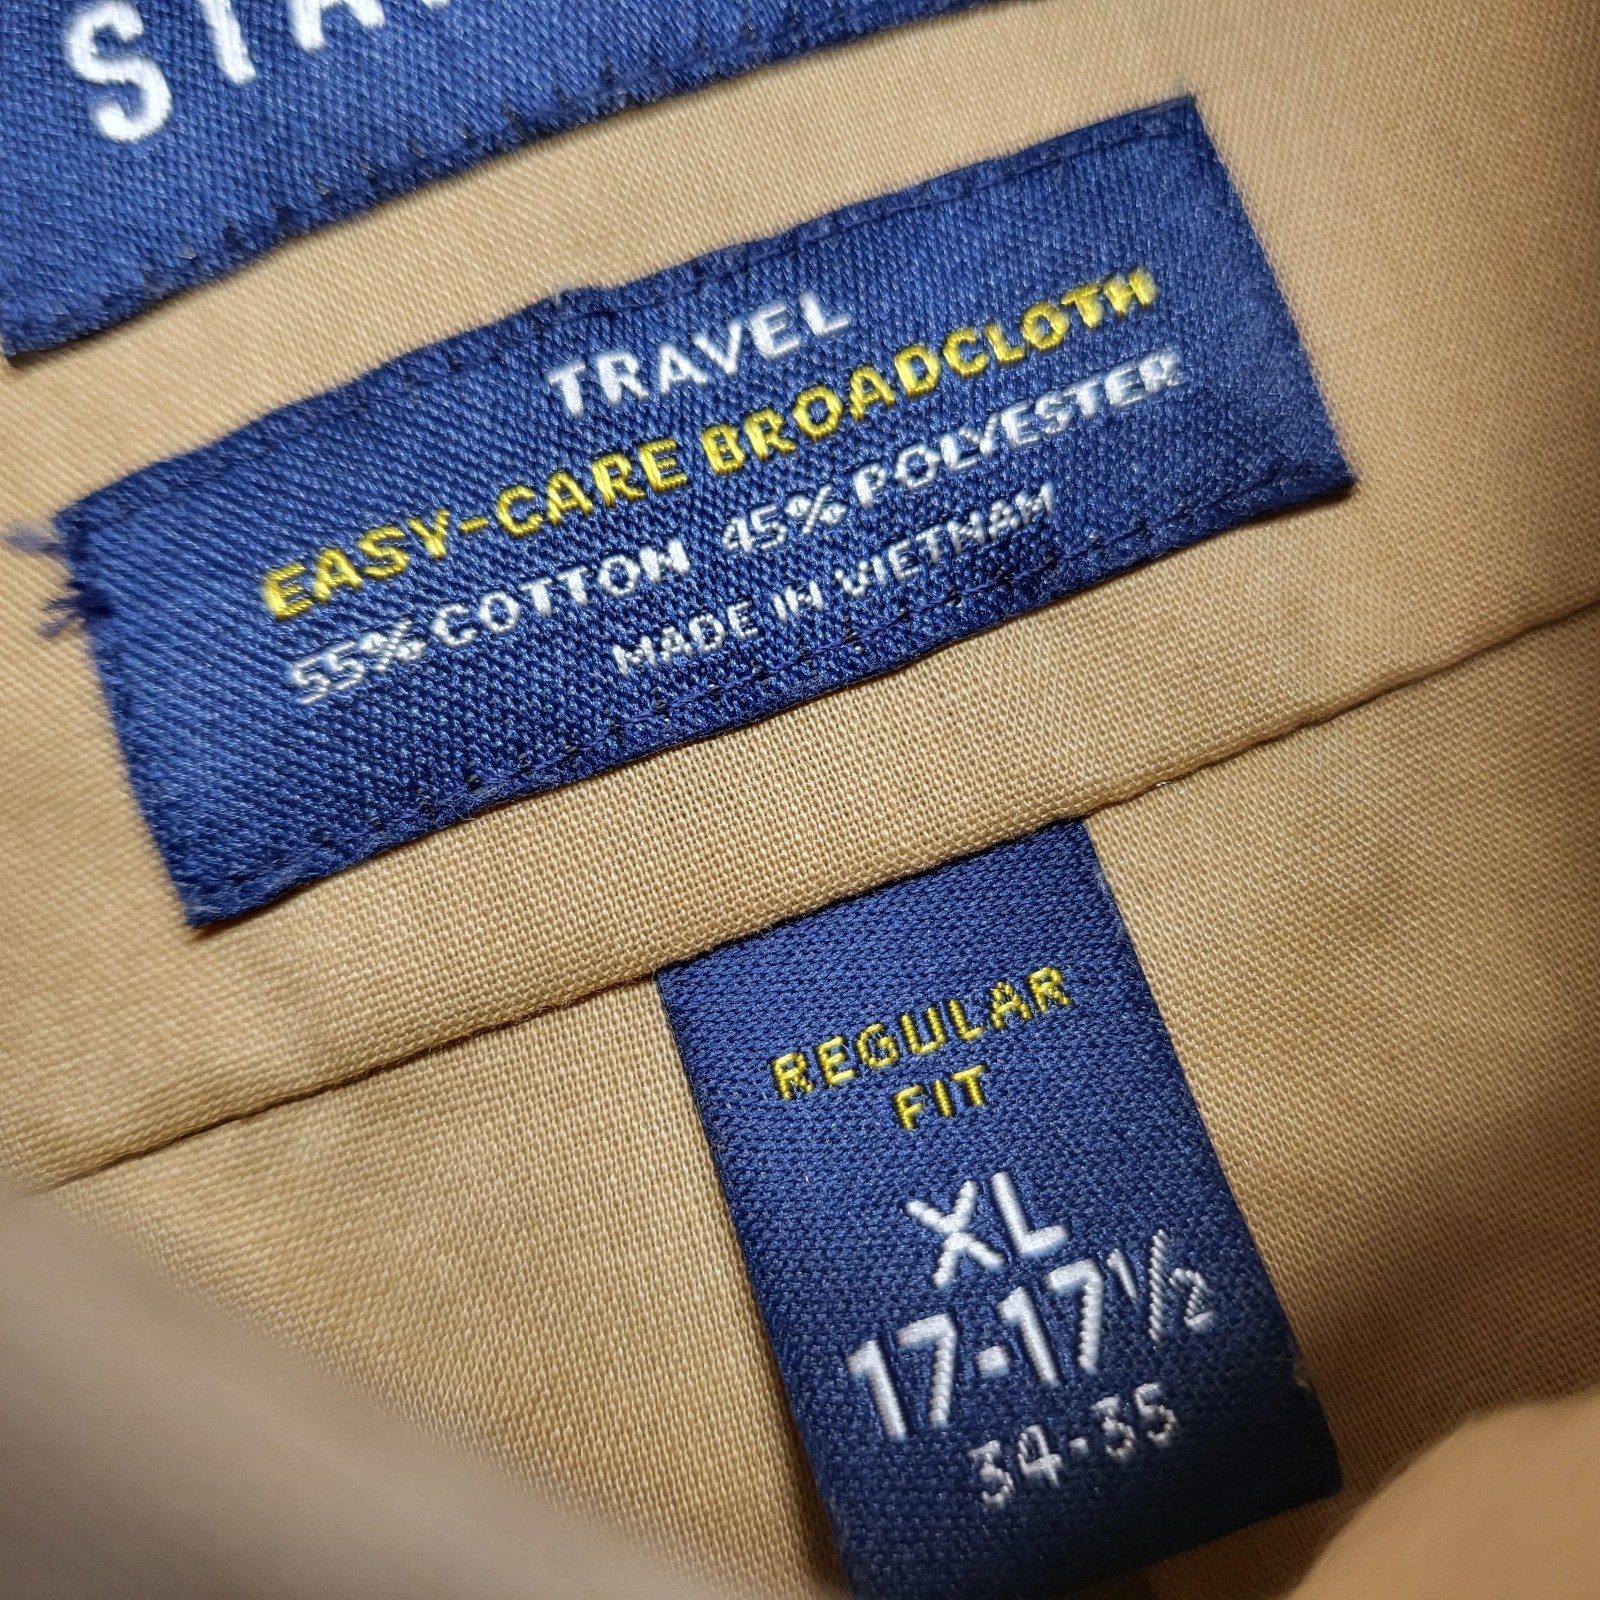 TRAVEL
EASY-CARE BROADCLOTH
55% COTTON 45% POLYESTER
MADE IN VIETNAM
REGULAR
FIT
XL
17-17½
34-35